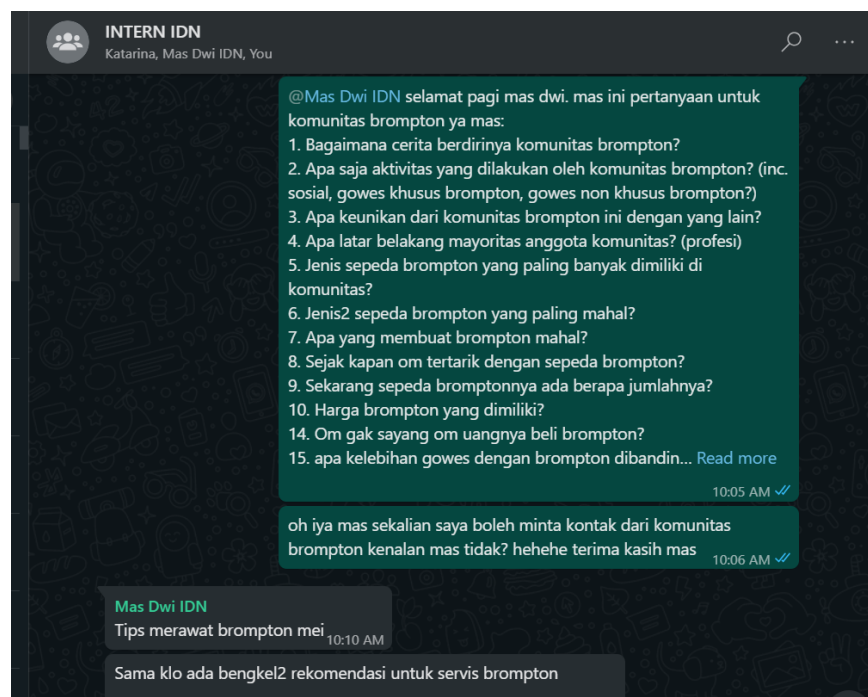 INTERN IDN
Katarina, Mas Dwi IDN, You
@Mas Dwi IDN selamat pagi mas dwi. mas ini pertanyaan untuk
komunitas brompton ya mas:
1. Bagaimana cerita berdirinya komunitas brompton?
2. Apa saja aktivitas yang dilakukan oleh komunitas brompton? (inc.
sosial, gowes khusus brompton, gowes non khusus brompton?)
3. Apa keunikan dari komunitas brompton ini dengan yang lain?
4. Apa latar belakang mayoritas anggota komunitas? (profesi)
5. Jenis sepeda brompton yang paling banyak dimiliki di
komunitas?
6. Jenis2 sepeda brompton yang paling mahal?
7. Apa yang membuat brompton mahal?
8. Sejak kapan om tertarik dengan sepeda brompton?
9. Sekarang sepeda bromptonnya ada berapa jumlahnya?
10. Harga brompton yang dimiliki?
14. Om gak sayang om uangnya beli brompton?
15. apa kelebihan gowes dengan brompton dibandin... Read more
10:05 AM
oh iya mas sekalian saya boleh minta kontak dari komunitas
brompton kenalan mas tidak? hehehe terima kasih mas
10:06 AM
Mas Dwi IDN
Tips merawat brompton mei
10:10 AM
Sama klo ada bengkel2 rekomendasi untuk servis brompton